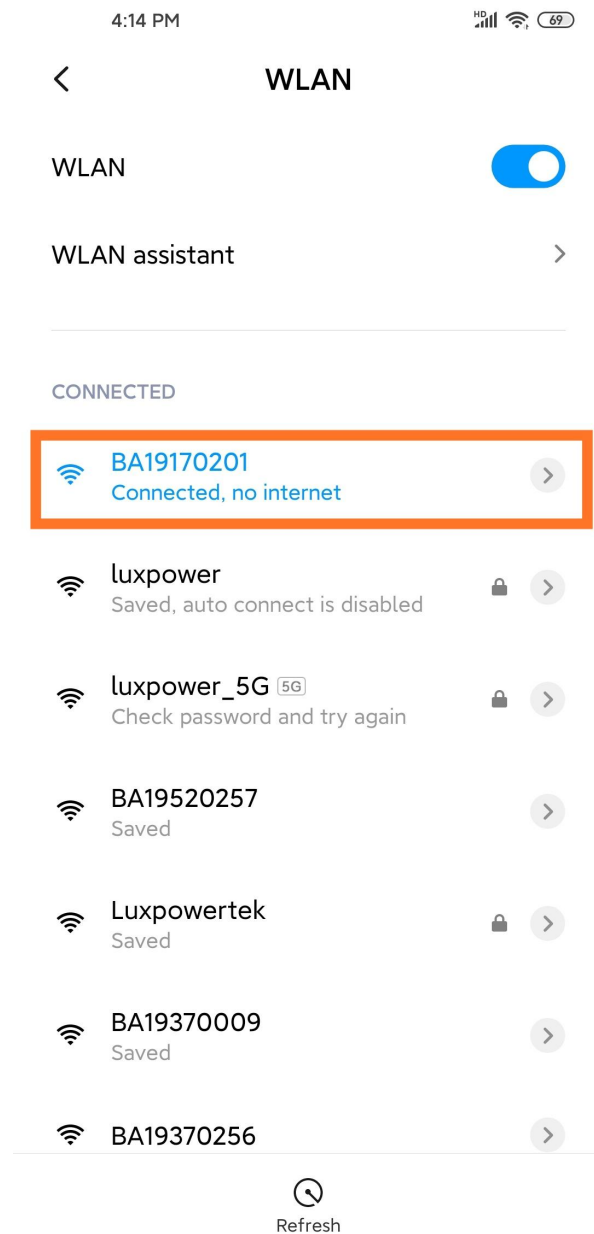 4:14 PM HD 69
WLAN
WLAN
WLAN assistant
CONNECTED
BA19170201
Connected, no internet
luxpower
Saved, auto connect is disabled
luxpower_5G 5G
Check password and try again
BA19520257
Saved
Luxpowertek
Saved
BA19370009
Saved
BA19370256
Refresh